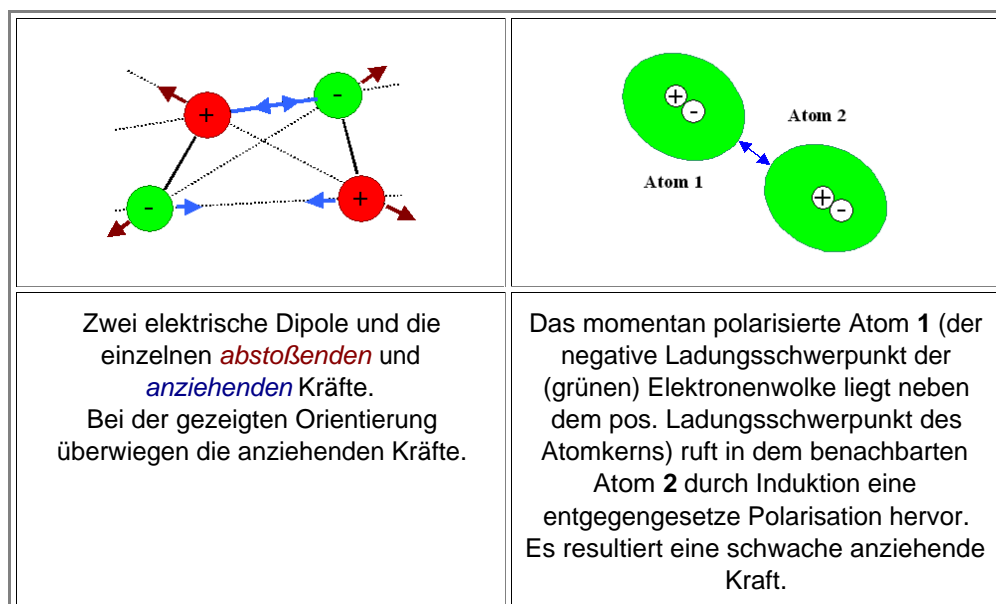 +
-
-
+
+
-
Atom 2
Atom 1
+
-
Zwei elektrische Dipole und die
einzelnen abstoßenden und
anziehenden Kräfte.
Bei der gezeigten Orientierung
überwiegen die anziehenden Kräfte.
Das momentan polarisierte Atom 1 (der
negative Ladungsschwerpunkt der
(grünen) Elektronenwolke liegt neben
dem pos. Ladungsschwerpunkt des
Atomkerns) ruft in dem benachbarten
Atom 2 durch Induktion eine
entgegengesetze Polarisation hervor.
Es resultiert eine schwache anziehende
Kraft.